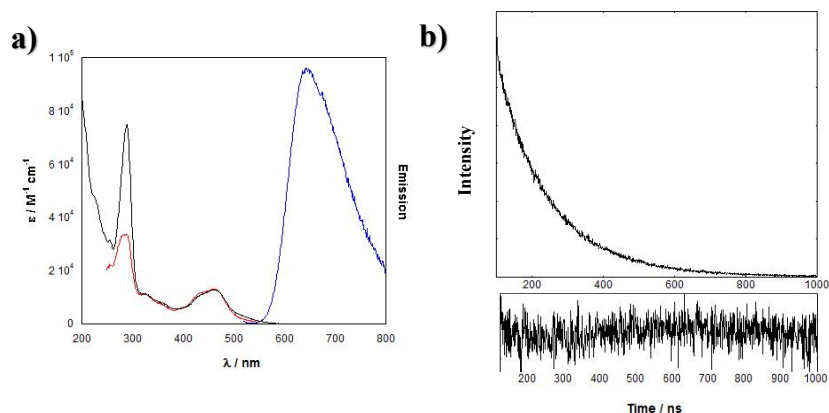 a)
1 10⁵
8 10⁴
6 10⁴
4 10⁴
2 10⁴
0
ε / M⁻¹ cm⁻¹
Emission
200 300 400 500 600 700 800
λ / nm
b)
Intensity
200 400 600 800 1000
200 300 400 500 600 700 800 900 1000
Time / ns